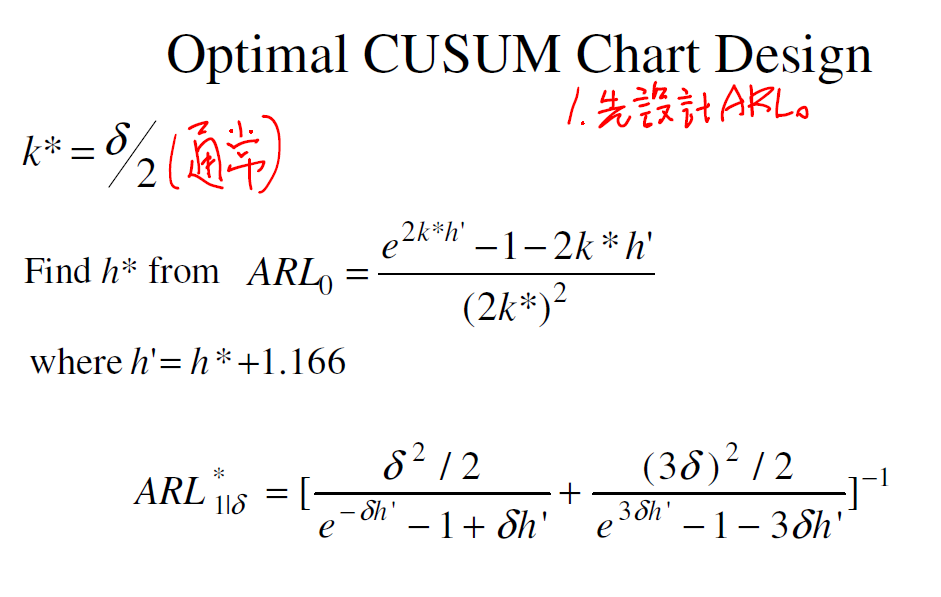 Optimal CUSUM Chart Design
1. 先設計ARL₀
k* = δ/2 (通常)
Find h* from ARL₀ = (e^(2k*h') −1−2k*h') / (2k*)²
where h'= h*+1.166
ARL*₁|δ = [ (δ²/2) / (e^(−δh') −1+δh') + ((3δ)²/2) / (e^(3δh') −1−3δh') ]⁻¹